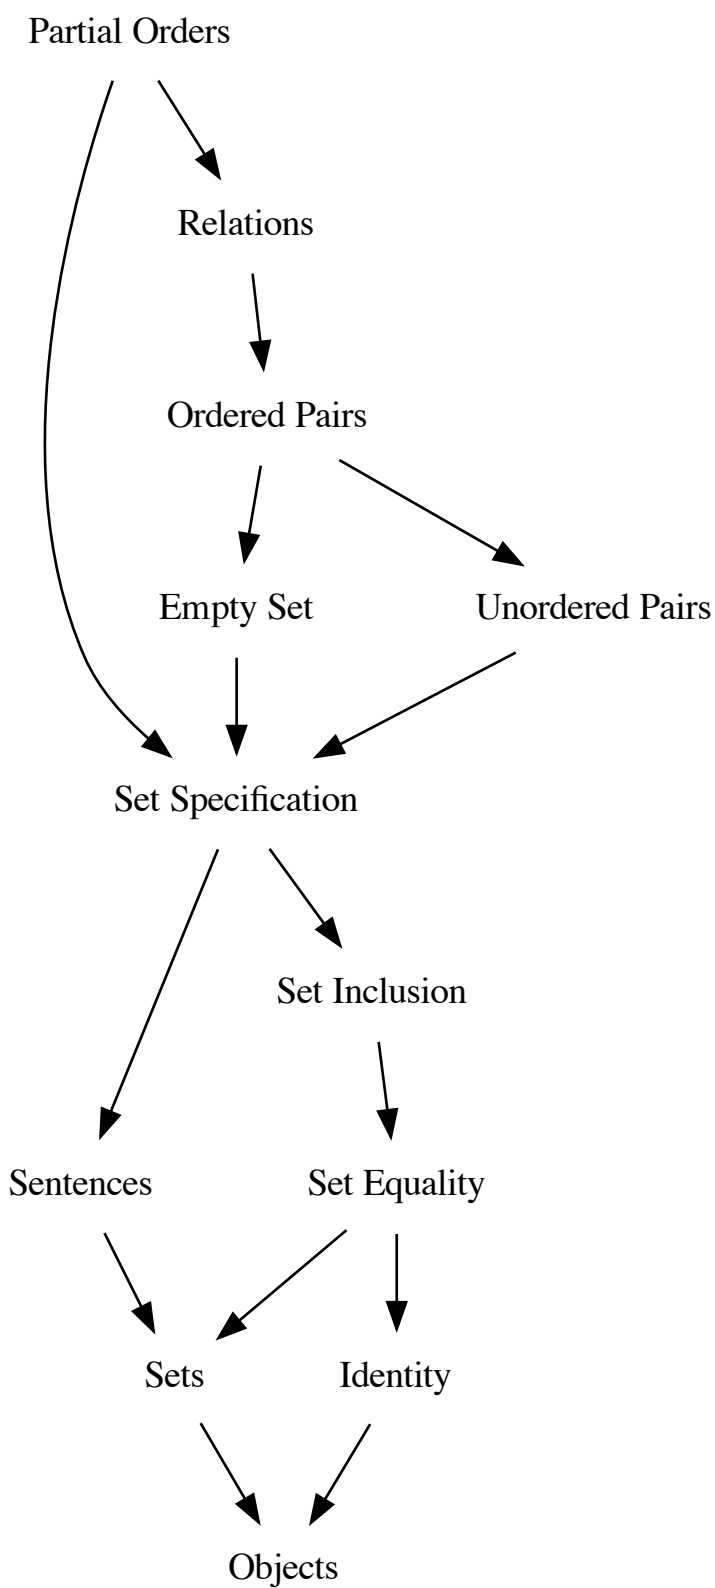 Partial Orders
Relations
Ordered Pairs
Empty Set
Unordered Pairs
Set Specification
Set Inclusion
Sentences
Set Equality
Sets
Identity
Objects